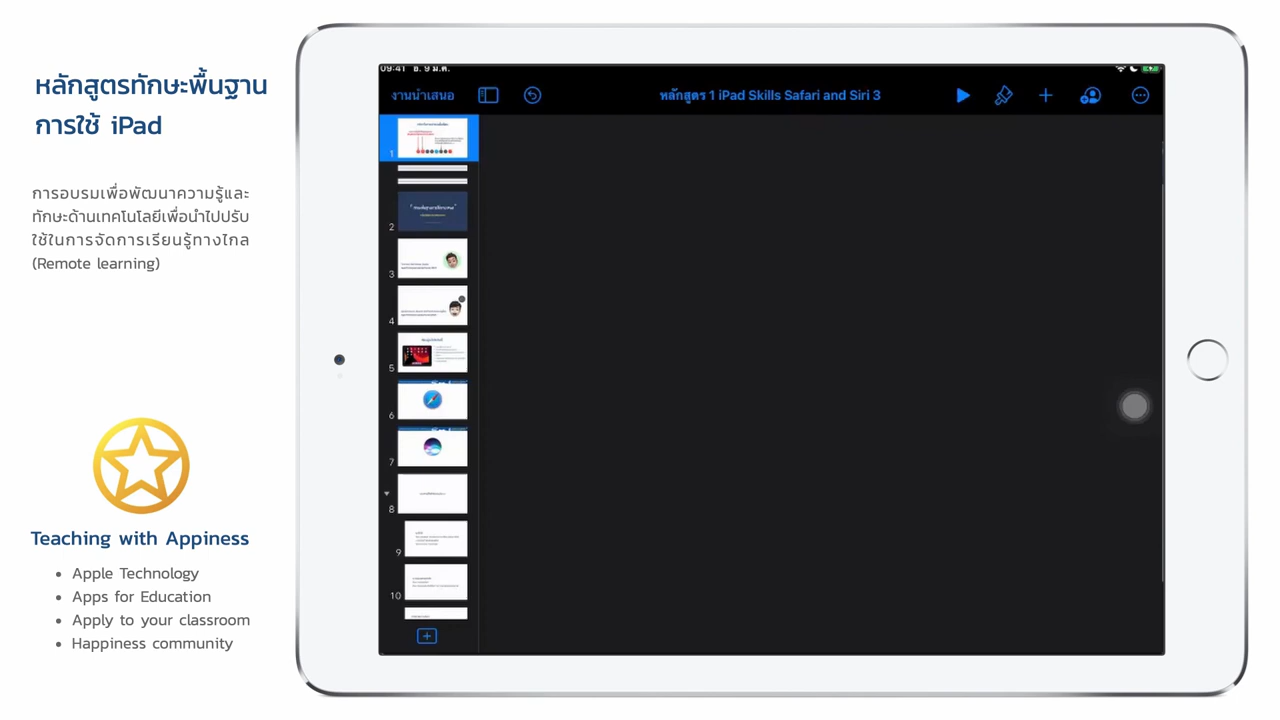 หลักสูตรทักษะพื้นฐาน
การใช้ iPad
การอบรมเพื่อพัฒนาความรู้และ
ทักษะด้านเทคโนโลยีเพื่อนำไปปรับ
ใช้ในการจัดการเรียนรู้ทางไกล
(Remote learning)
Teaching with Appiness
• Apple Technology
• Apps for Education
• Apply to your classroom
• Happiness community
09:41 อ. 9 ม.ค.
งานนำเสนอ
หลักสูตร 1 iPad Skills Safari and Siri 3
1
2
3
4
5
6
7
8
9
10